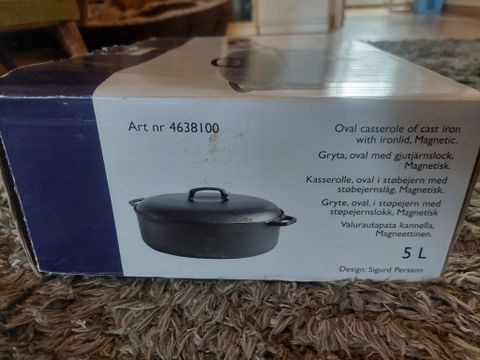 Art nr 4638100
Oval casserole of cast iron
with ironlid, Magnetic.
Gryta, oval med gjutjärnslock,
Magnetisk.
Kasserolle, oval i støbejern med
støbejernslåg, Magnetisk.
Gryte, oval, i støpejern med
støpejernslokk, Magnetisk
Valurautapata kannella,
Magneettinen.
5 L
Design: Sigurd Persson